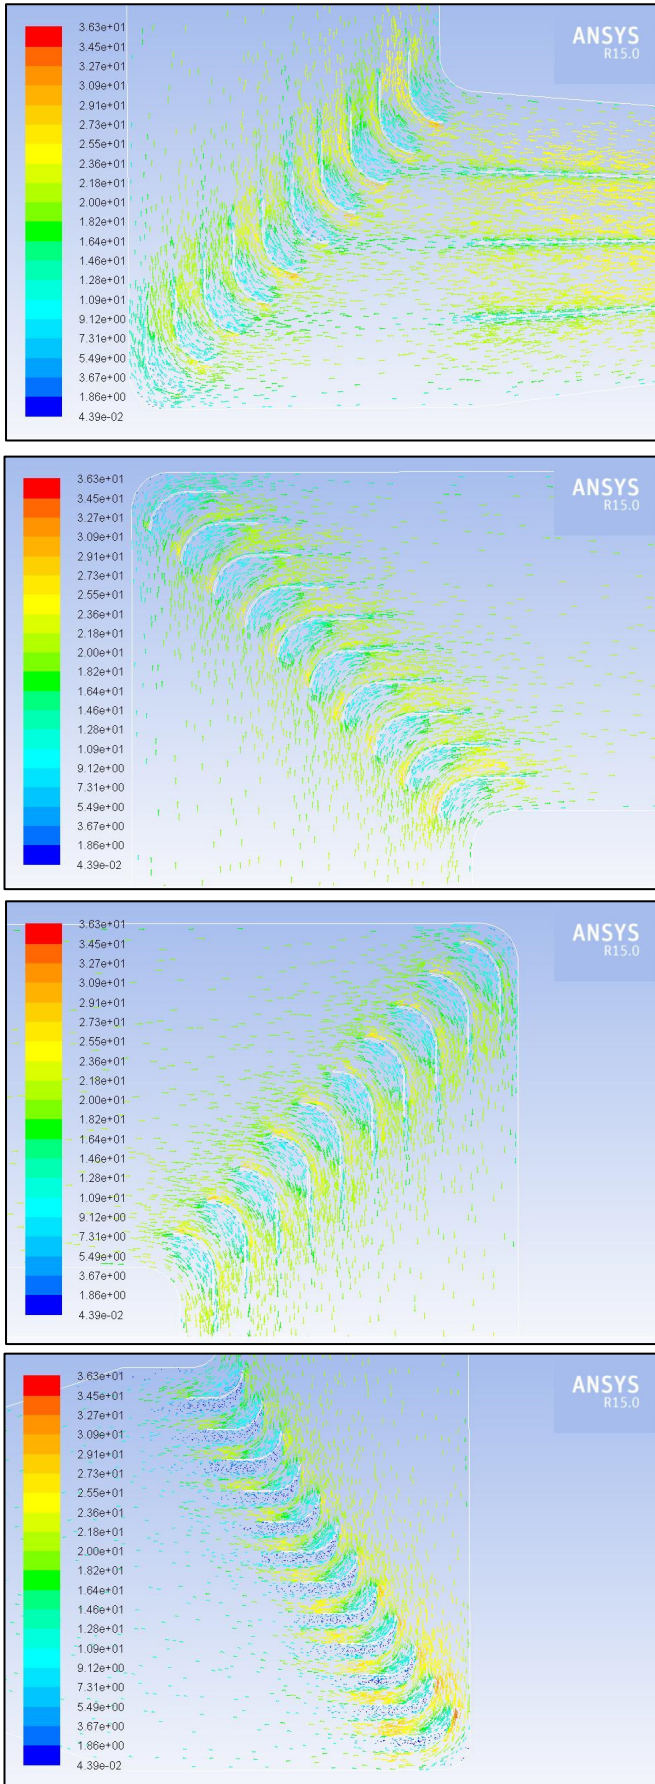 3.63e+01
3.45e+01
3.27e+01
3.09e+01
2.91e+01
2.73e+01
2.55e+01
2.36e+01
2.18e+01
2.00e+01
1.82e+01
1.64e+01
1.46e+01
1.28e+01
1.09e+01
9.12e+00
7.31e+00
5.49e+00
3.67e+00
1.86e+00
4.39e-02
ANSYS
R15.0
3.63e+01
3.45e+01
3.27e+01
3.09e+01
2.91e+01
2.73e+01
2.55e+01
2.36e+01
2.18e+01
2.00e+01
1.82e+01
1.64e+01
1.46e+01
1.28e+01
1.09e+01
9.12e+00
7.31e+00
5.49e+00
3.67e+00
1.86e+00
4.39e-02
ANSYS
R15.0
3.63e+01
3.45e+01
3.27e+01
3.09e+01
2.91e+01
2.73e+01
2.55e+01
2.36e+01
2.18e+01
2.00e+01
1.82e+01
1.64e+01
1.46e+01
1.28e+01
1.09e+01
9.12e+00
7.31e+00
5.49e+00
3.67e+00
1.86e+00
4.39e-02
ANSYS
R15.0
3.63e+01
3.45e+01
3.27e+01
3.09e+01
2.91e+01
2.73e+01
2.55e+01
2.36e+01
2.18e+01
2.00e+01
1.82e+01
1.64e+01
1.46e+01
1.28e+01
1.09e+01
9.12e+00
7.31e+00
5.49e+00
3.67e+00
1.86e+00
4.39e-02
ANSYS
R15.0